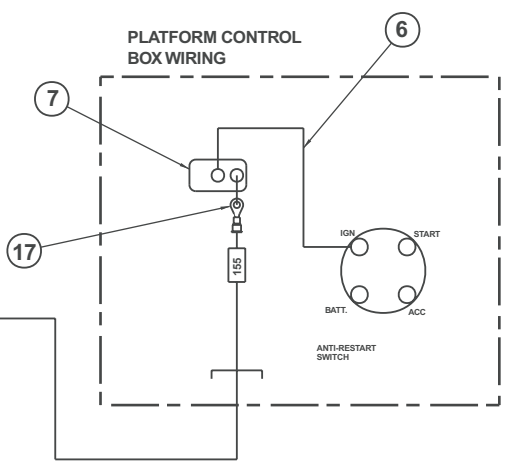 6
PLATFORM CONTROL
BOX WIRING
7
17
IGN
START
155
BATT.
ACC
ANTI-RESTART
SWITCH